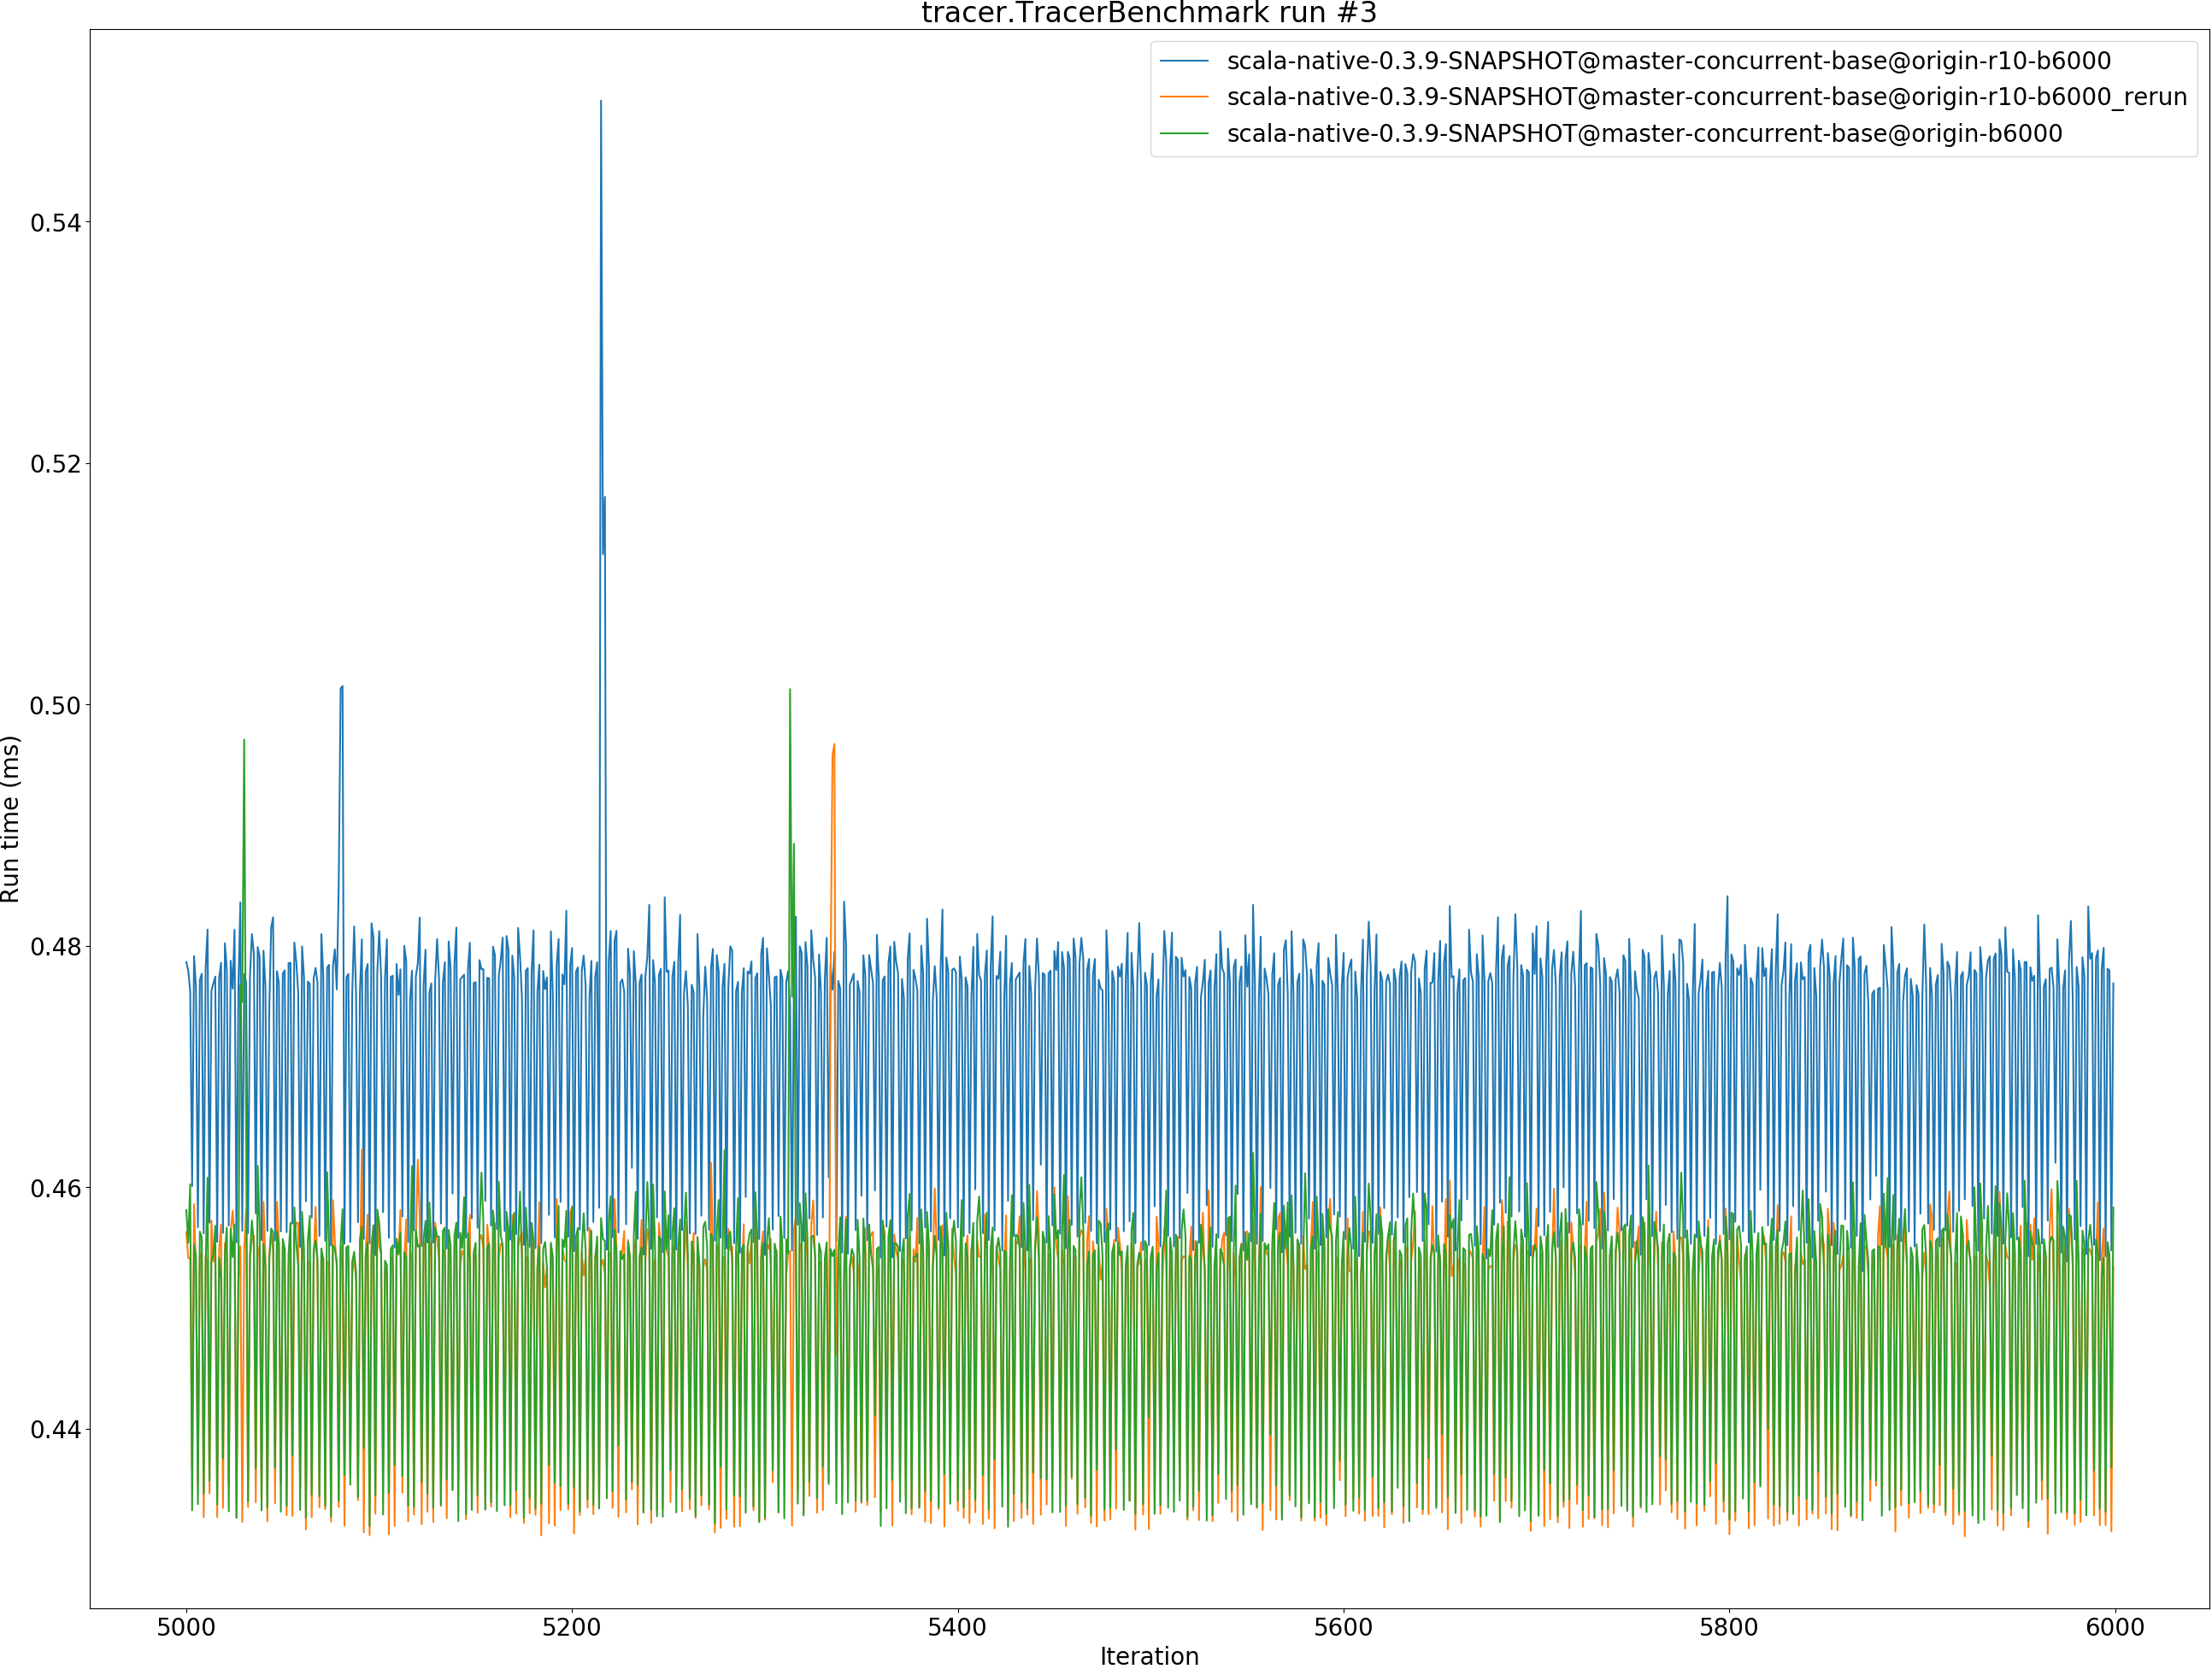 tracer.TracerBenchmark run #3
scala-native-0.3.9-SNAPSHOT@master-concurrent-base@origin-r10-b6000
scala-native-0.3.9-SNAPSHOT@master-concurrent-base@origin-r10-b6000_rerun
scala-native-0.3.9-SNAPSHOT@master-concurrent-base@origin-b6000
Run time (ms)
0.54
0.52
0.50
0.48
0.46
0.44
5000 5200 5400 5600 5800 6000
Iteration